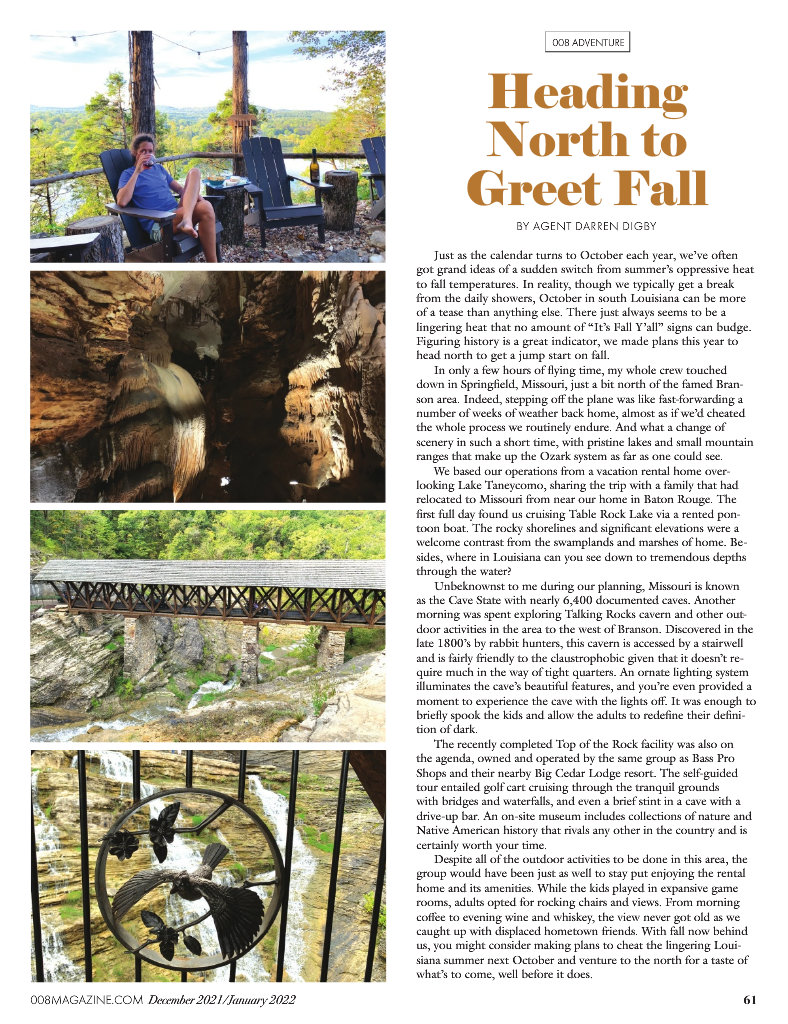 008 ADVENTURE
Heading
North to
Greet Fall
BY AGENT DARREN DIGBY
Just as the calendar turns to October each year, we've often
got grand ideas of a sudden switch from summer's oppressive heat
to fall temperatures. In reality, though we typically get a break
from the daily showers, October in south Louisiana can be more
of a tease than anything else. There just always seems to be a
lingering heat that no amount of "It's Fall Y'all" signs can budge.
Figuring history is a great indicator, we made plans this year to
head north to get a jump start on fall.
In only a few hours of flying time, my whole crew touched
down in Springfield, Missouri, just a bit north of the famed Bran-
son area. Indeed, stepping off the plane was like fast-forwarding a
number of weeks of weather back home, almost as if we'd cheated
the whole process we routinely endure. And what a change of
scenery in such a short time, with pristine lakes and small mountain
ranges that make up the Ozark system as far as one could see.
We based our operations from a vacation rental home over-
looking Lake Taneycomo, sharing the trip with a family that had
relocated to Missouri from near our home in Baton Rouge. The
first full day found us cruising Table Rock Lake via a rented pon-
toon boat. The rocky shorelines and significant elevations were a
welcome contrast from the swamplands and marshes of home. Be-
sides, where in Louisiana can you see down to tremendous depths
through the water?
Unbeknownst to me during our planning, Missouri is known
as the Cave State with nearly 6,400 documented caves. Another
morning was spent exploring Talking Rocks cavern and other out-
door activities in the area to the west of Branson. Discovered in the
late 1800's by rabbit hunters, this cavern is accessed by a stairwell
and is fairly friendly to the claustrophobic given that it doesn't re-
quire much in the way of tight quarters. An ornate lighting system
illuminates the cave's beautiful features, and you're even provided a
moment to experience the cave with the lights off. It was enough to
briefly spook the kids and allow the adults to redefine their defini-
tion of dark.
The recently completed Top of the Rock facility was also on
the agenda, owned and operated by the same group as Bass Pro
Shops and their nearby Big Cedar Lodge resort. The self-guided
tour entailed golf cart cruising through the tranquil grounds
with bridges and waterfalls, and even a brief stint in a cave with a
drive-up bar. An on-site museum includes collections of nature and
Native American history that rivals any other in the country and is
certainly worth your time.
Despite all of the outdoor activities to be done in this area, the
group would have been just as well to stay put enjoying the rental
home and its amenities. While the kids played in expansive game
rooms, adults opted for rocking chairs and views. From morning
coffee to evening wine and whiskey, the view never got old as we
caught up with displaced hometown friends. With fall now behind
us, you might consider making plans to cheat the lingering Loui-
siana summer next October and venture to the north for a taste of
what's to come, well before it does.
008MAGAZINE.COM December 2021/January 2022
61